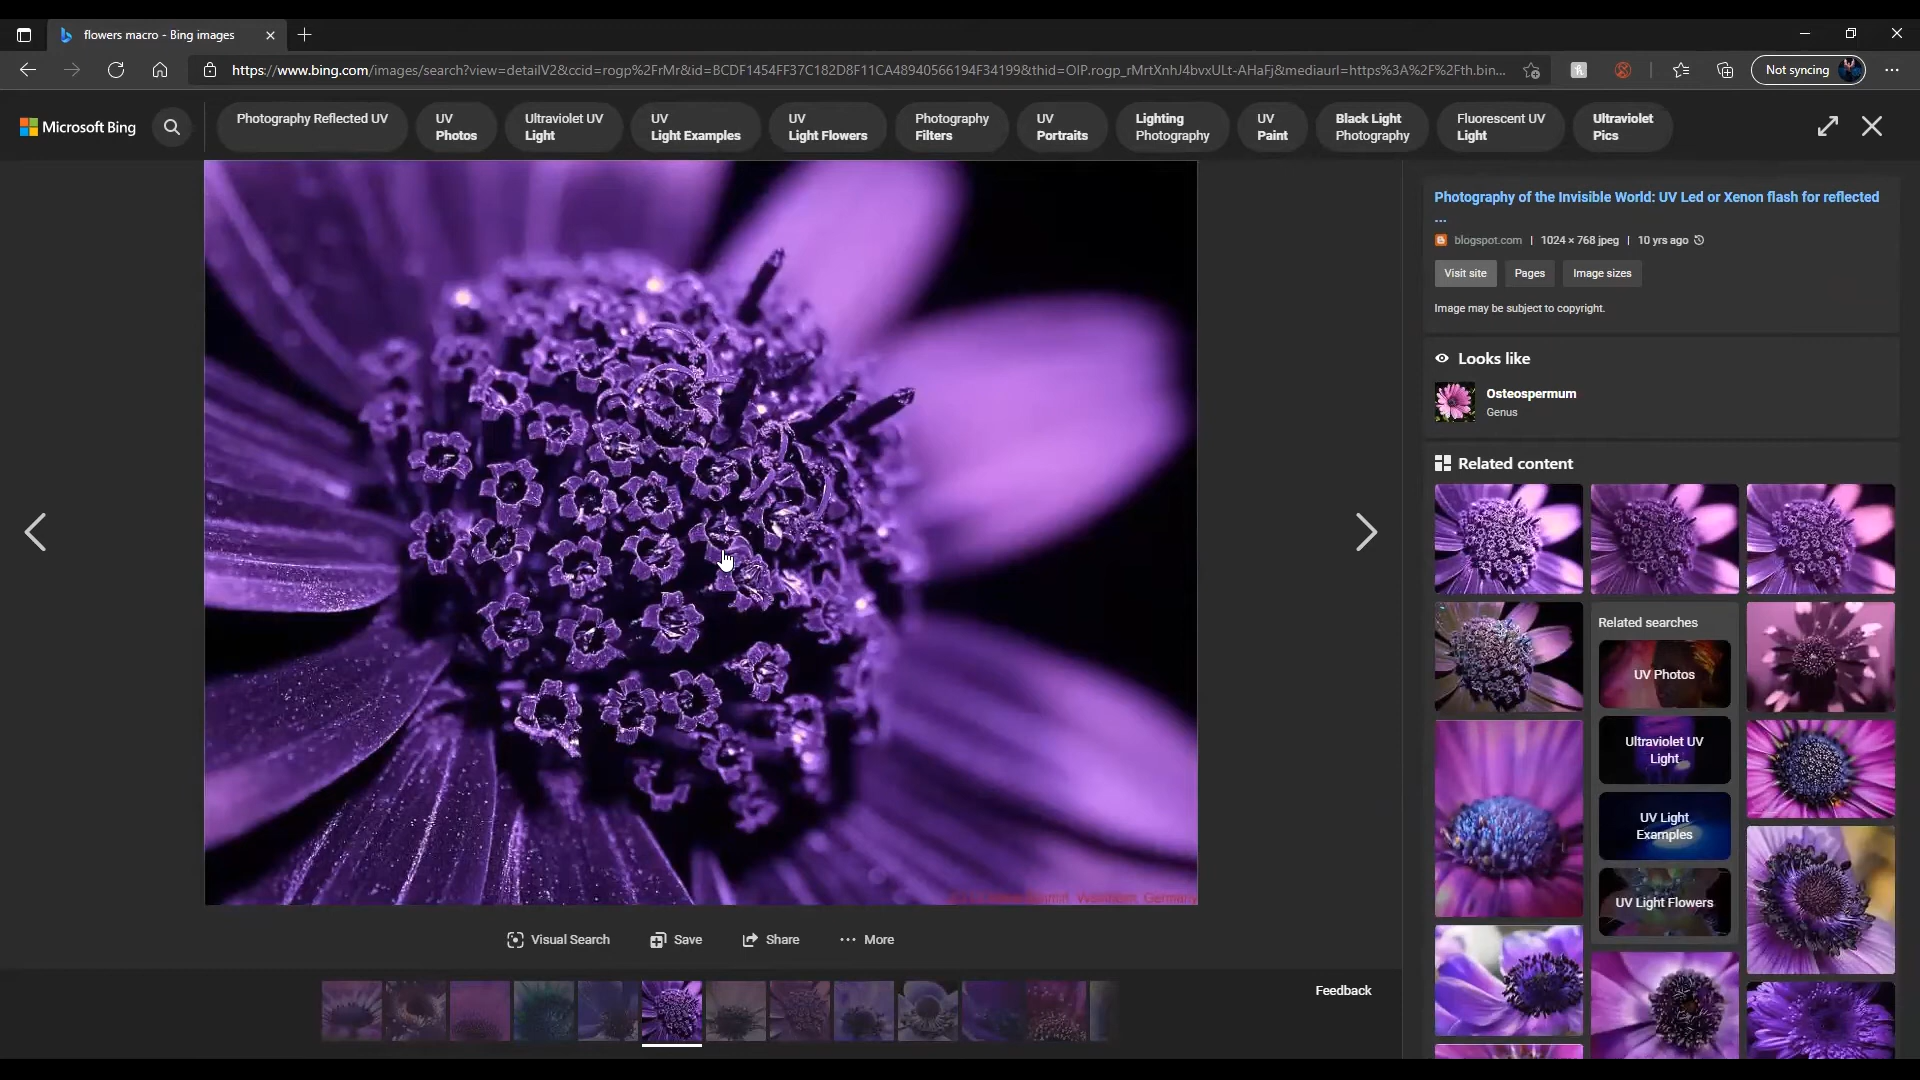 flowers macro - Bing images
https://www.bing.com/images/search?view=detailV2&ccid=rogp%2FrMr&id=BCDF1454FF37C182D8F11CA48940566194F34199&thid=OIP.rogp_rMrtXnhJ4bvxULt-AHaFj&mediaurl=https%3A%2F%2Fth.bin...
Not syncing
Microsoft Bing
Photography Reflected UV
UV
Photos
Ultraviolet UV
Light
UV
Light Examples
UV
Light Flowers
Photography
Filters
UV
Portraits
Lighting
Photography
UV
Paint
Black Light
Photography
Fluorescent UV
Light
Ultraviolet
Pics
Photography of the Invisible World: UV Led or Xenon flash for reflected
...
blogspot.com | 1024 × 768 jpeg | 10 yrs ago
Visit site
Pages
Image sizes
Image may be subject to copyright.
Looks like
Osteospermum
Genus
Related content
Related searches
UV Photos
Ultraviolet UV
Light
UV Light
Examples
UV Light Flowers
Germany
Visual Search
Save
Share
More
Feedback